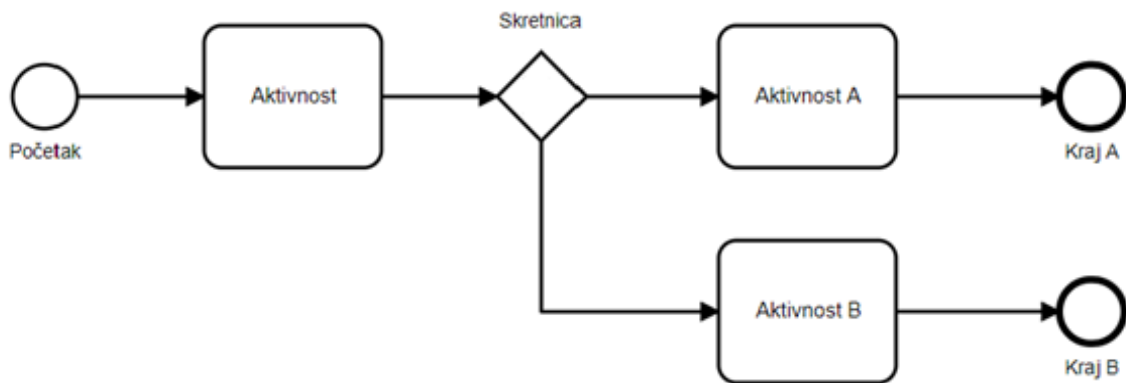 Skretnica
Početak
Aktivnost
Aktivnost A
Kraj A
Aktivnost B
Kraj B